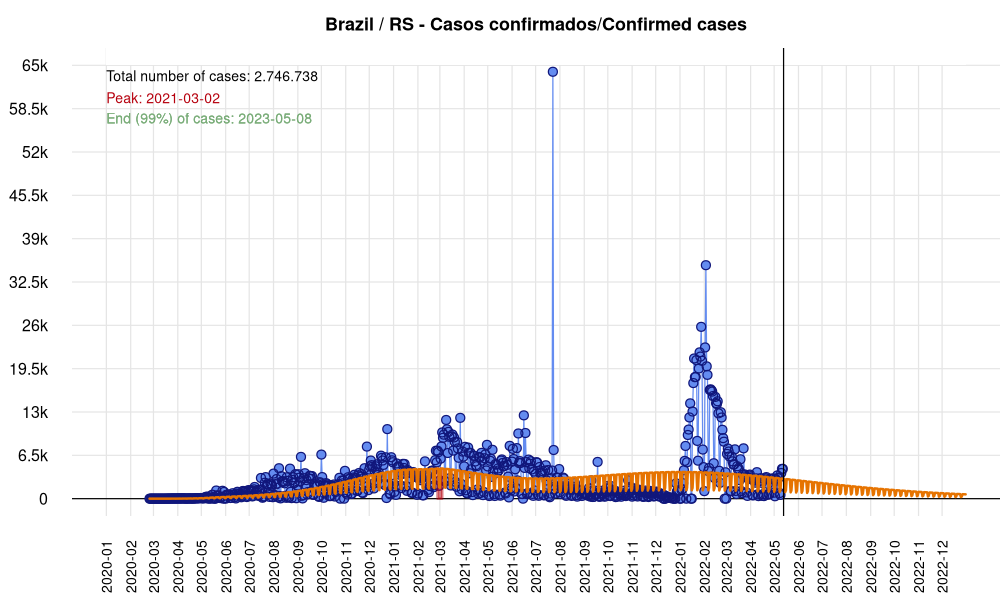 Brazil / RS - Casos confirmados/Confirmed cases
Total number of cases: 2.746.738
Peak: 2021-03-02
End (99%) of cases: 2023-05-08
65k
58.5k
52k
45.5k
39k
32.5k
26k
19.5k
13k
6.5k
0
2020-01
2020-02
2020-03
2020-04
2020-05
2020-06
2020-07
2020-08
2020-09
2020-10
2020-11
2020-12
2021-01
2021-02
2021-03
2021-04
2021-05
2021-06
2021-07
2021-08
2021-09
2021-10
2021-11
2021-12
2022-01
2022-02
2022-03
2022-04
2022-05
2022-06
2022-07
2022-08
2022-09
2022-10
2022-11
2022-12